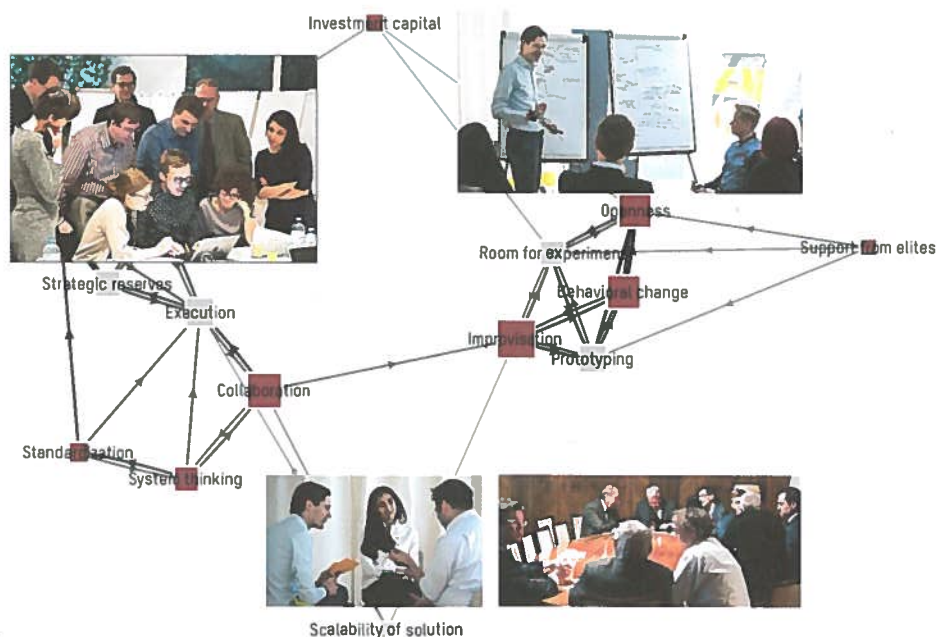 Investment capital
Openness
Room for experiment
Support from elites
Strategic reserves
Behavioral change
Execution
Improvisation
Prototyping
Collaboration
Standardization
System thinking
Scalability of solution